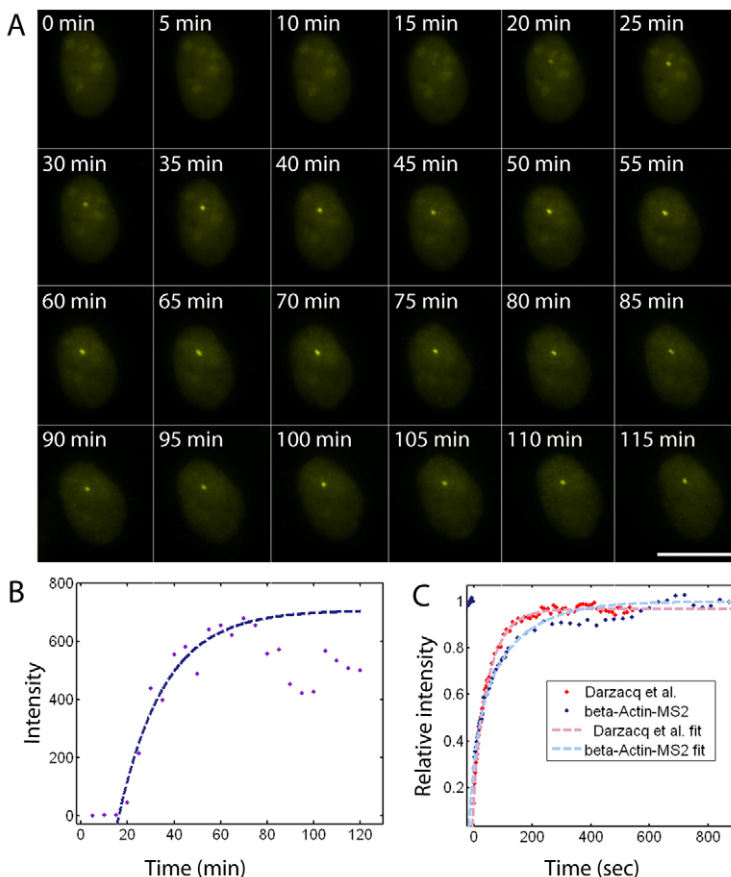 A
0 min 5 min 10 min 15 min 20 min 25 min
30 min 35 min 40 min 45 min 50 min 55 min
60 min 65 min 70 min 75 min 80 min 85 min
90 min 95 min 100 min 105 min 110 min 115 min
B
800
600
400
200
0
0 20 40 60 80 100 120
Intensity
Time (min)
C
1
0.8
0.6
0.4
0.2
0 200 400 600 800
Relative intensity
Time (sec)
Darzacq et al.
beta-Actin-MS2
Darzacq et al. fit
beta-Actin-MS2 fit